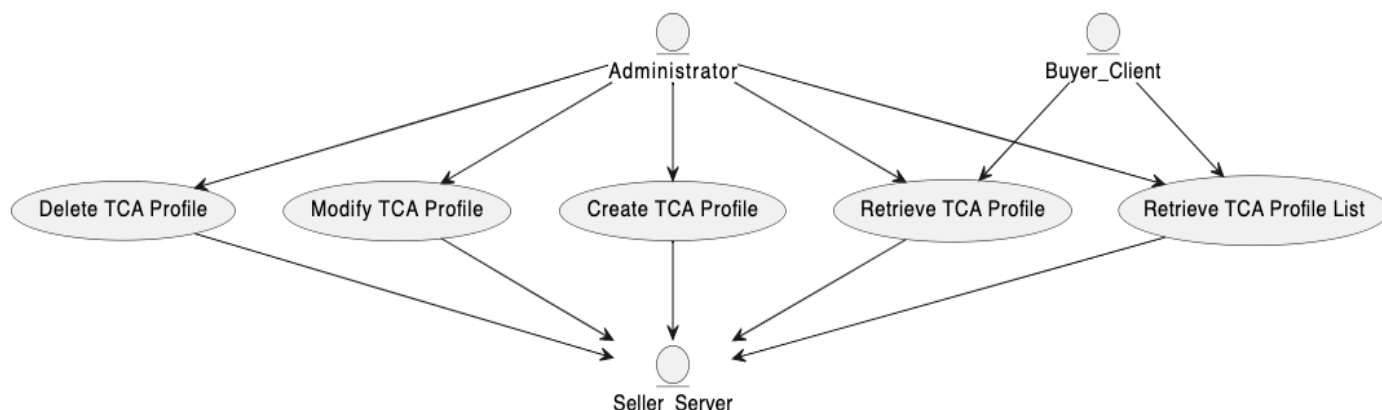 Administrator
Buyer_Client
Delete TCA Profile
Modify TCA Profile
Create TCA Profile
Retrieve TCA Profile
Retrieve TCA Profile List
Seller_Server